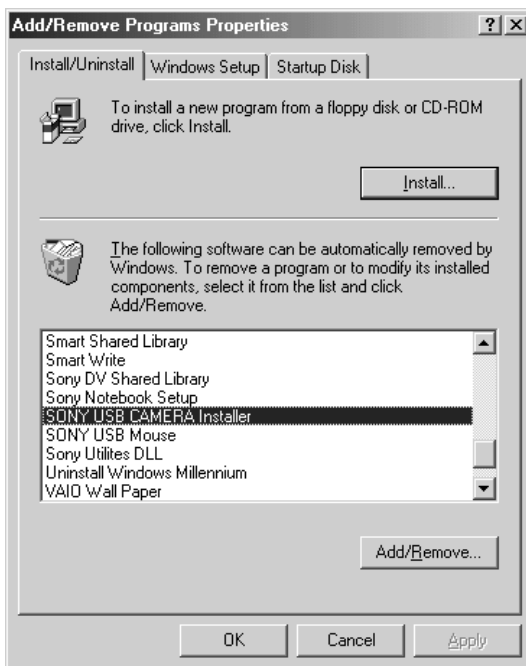 Add/Remove Programs Properties
Install/Uninstall
Windows Setup
Startup Disk
To install a new program from a floppy disk or CD-ROM
drive, click Install.
Install...
The following software can be automatically removed by
Windows. To remove a program or to modify its installed
components, select it from the list and click
Add/Remove.
Smart Shared Library
Smart Write
Sony DV Shared Library
Sony Notebook Setup
SONY USB CAMERA Installer
SONY USB Mouse
Sony Utilites DLL
Uninstall Windows Millennium
VAIO Wall Paper
Add/Remove...
OK
Cancel
Apply